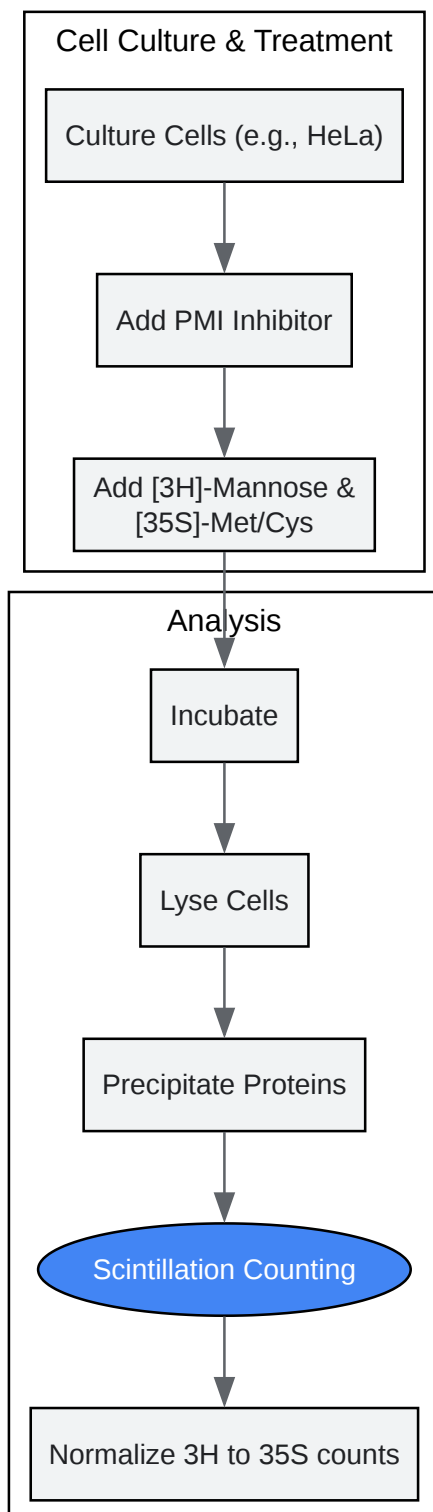 Cell Culture & Treatment
Culture Cells (e.g., HeLa)
Add PMI Inhibitor
Add [3H]-Mannose &
[35S]-Met/Cys
Analysis
Incubate
Lyse Cells
Precipitate Proteins
Scintillation Counting
Normalize 3H to 35S counts